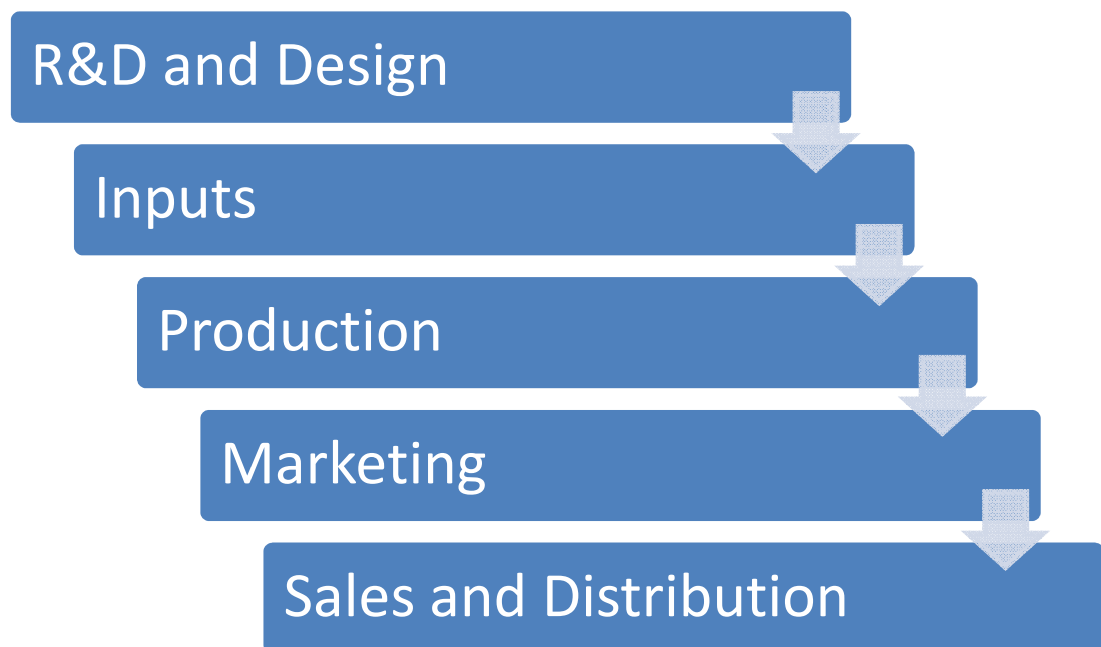 R&D and Design
Inputs
Production
Marketing
Sales and Distribution